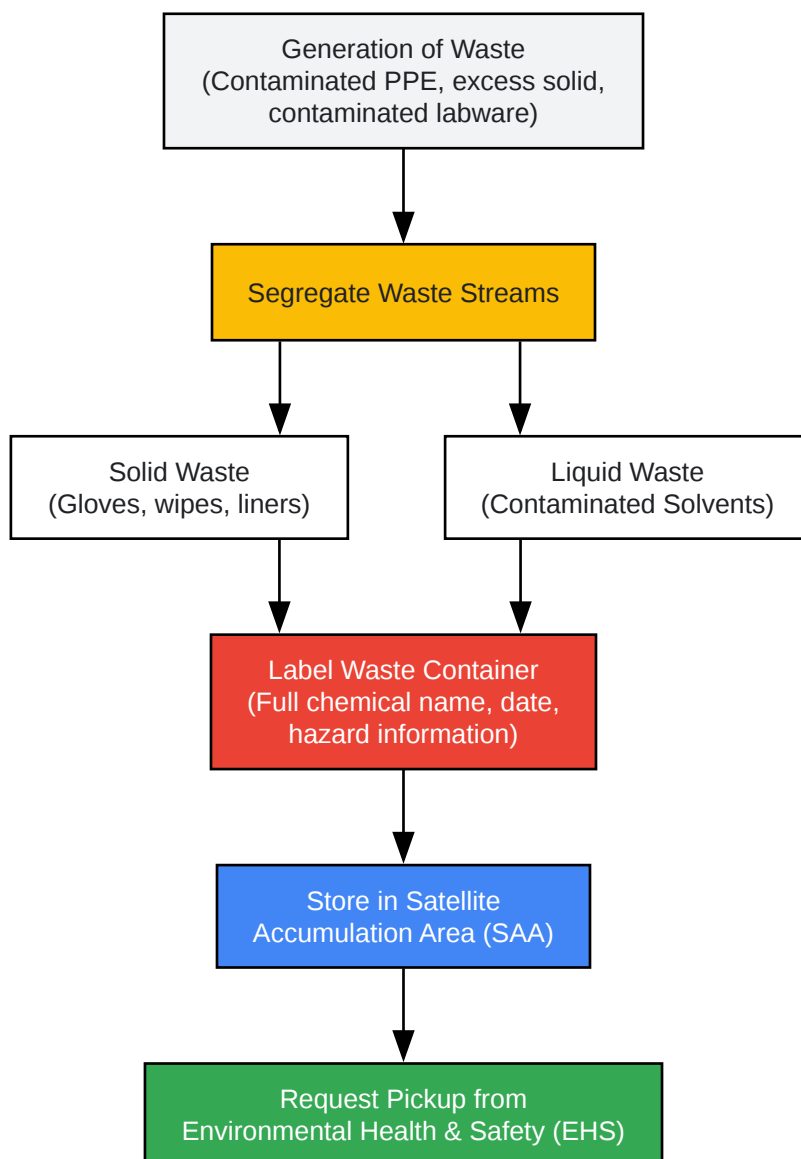 Generation of Waste
(Contaminated PPE, excess solid,
contaminated labware)
Segregate Waste Streams
Solid Waste
(Gloves, wipes, liners)
Liquid Waste
(Contaminated Solvents)
Label Waste Container
(Full chemical name, date,
hazard information)
Store in Satellite
Accumulation Area (SAA)
Request Pickup from
Environmental Health & Safety (EHS)